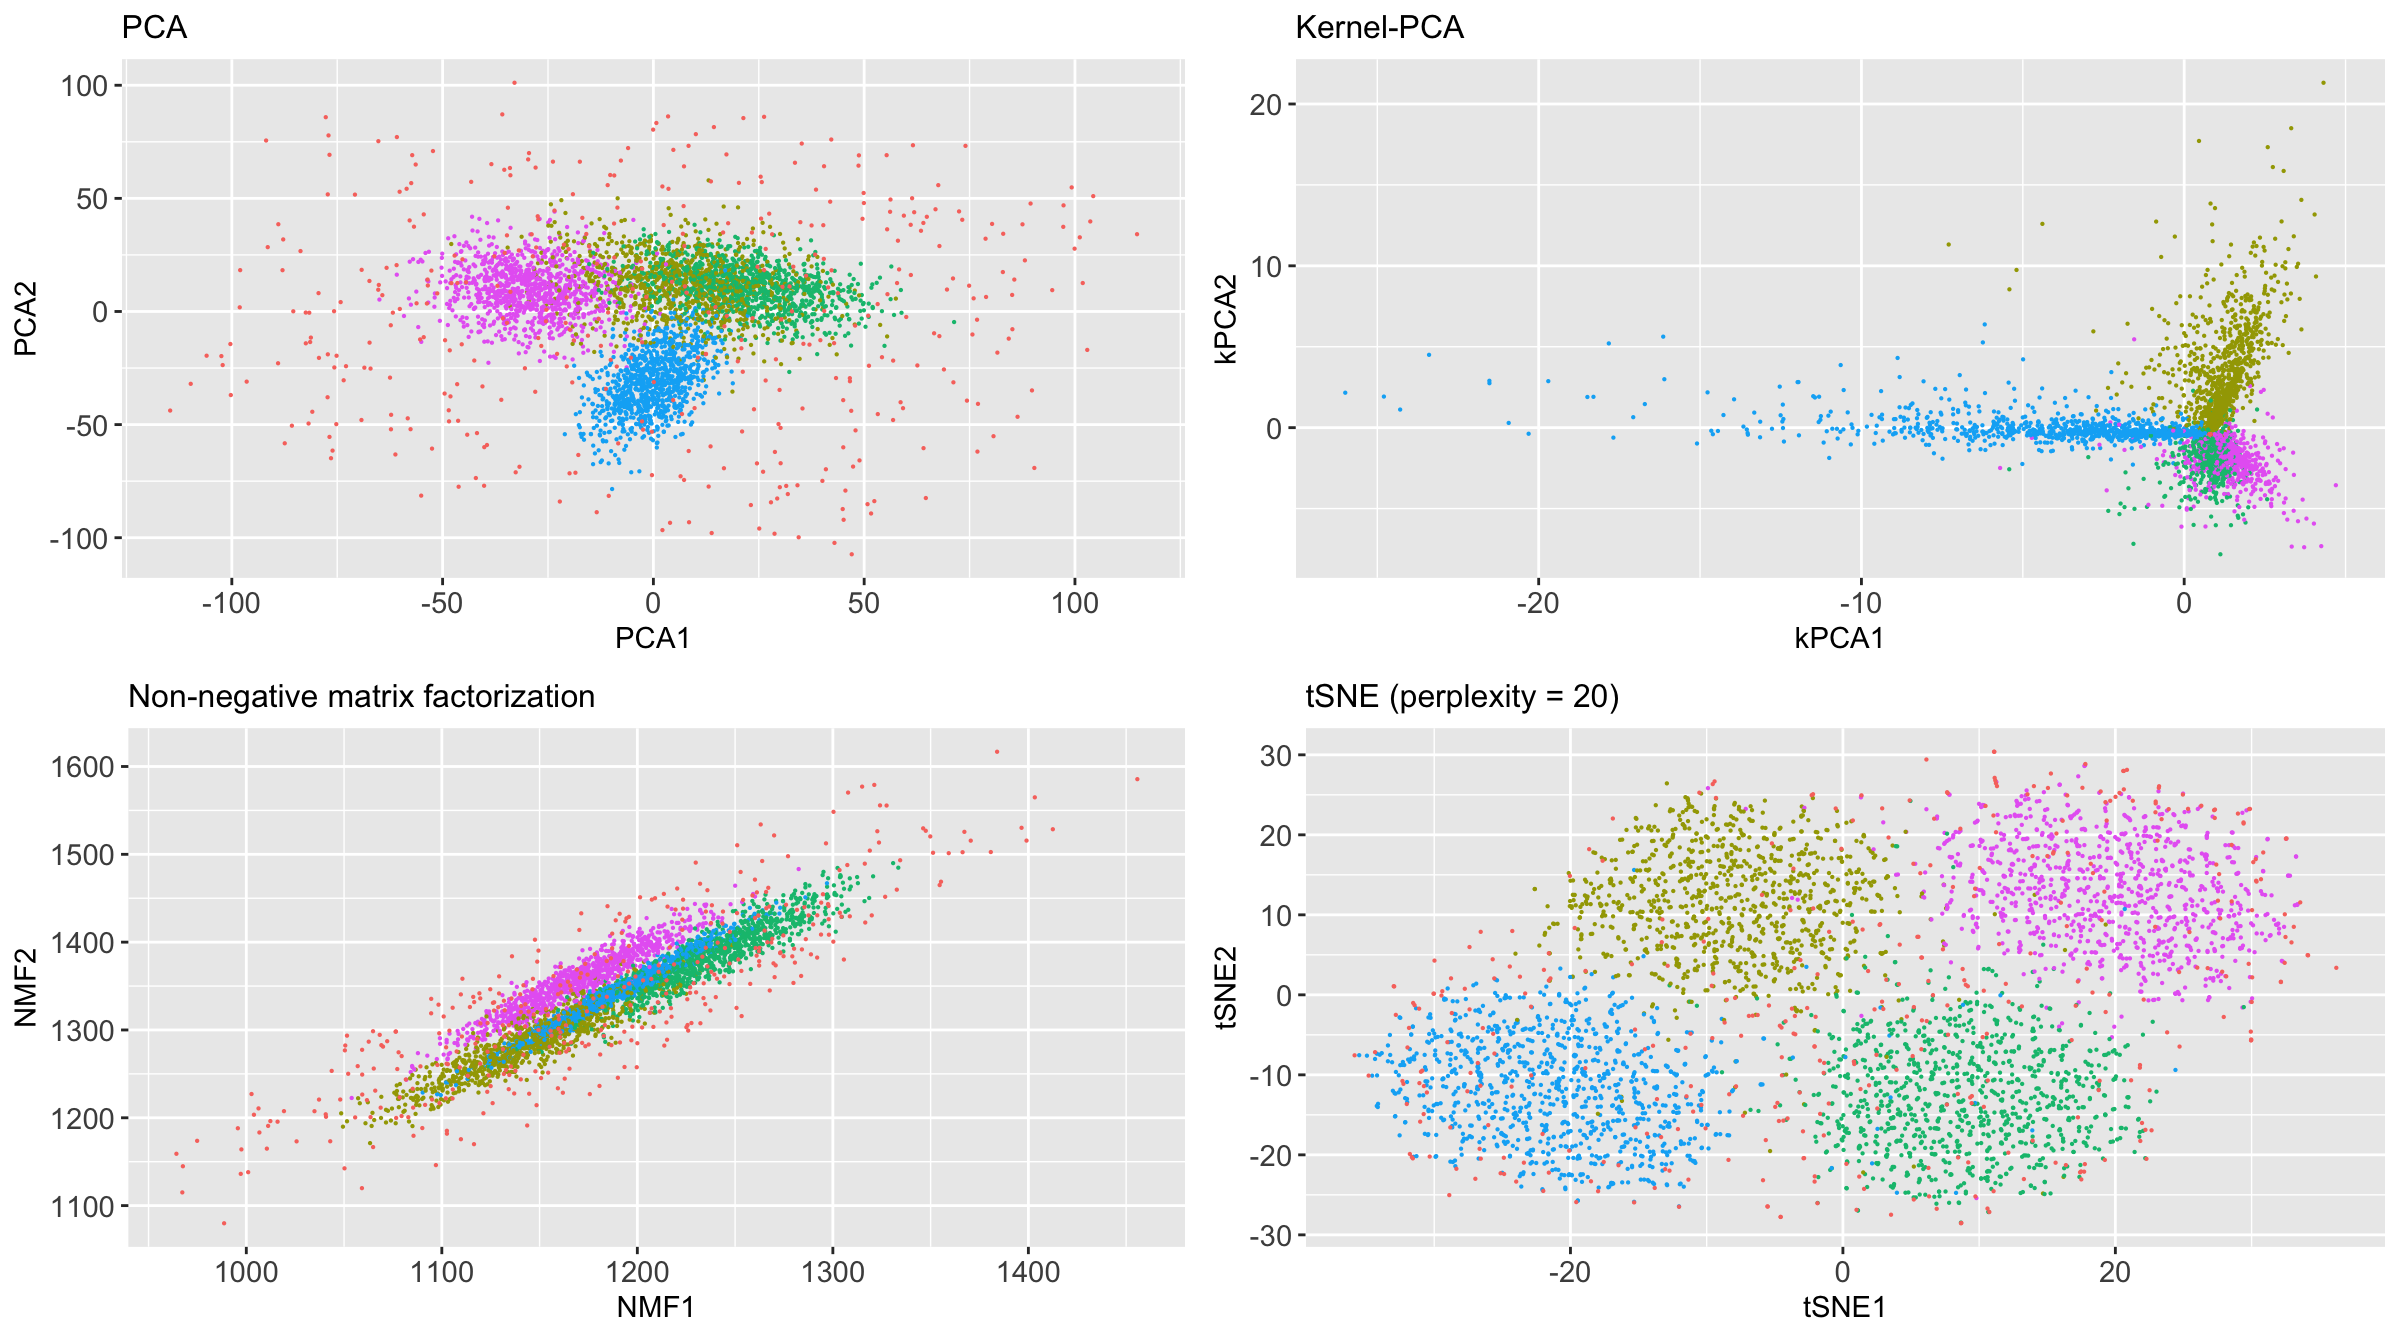 PCA
100
50
0
-50
-100
PCA2
-100 -50 0 50 100
PCA1
Kernel-PCA
20
10
0
kPCA2
-20 -10 0
kPCA1
Non-negative matrix factorization
1600
1500
1400
1300
1200
1100
NMF2
1000 1100 1200 1300 1400
NMF1
tSNE (perplexity = 20)
30
20
10
0
-10
-20
-30
tSNE2
-20 0 20
tSNE1